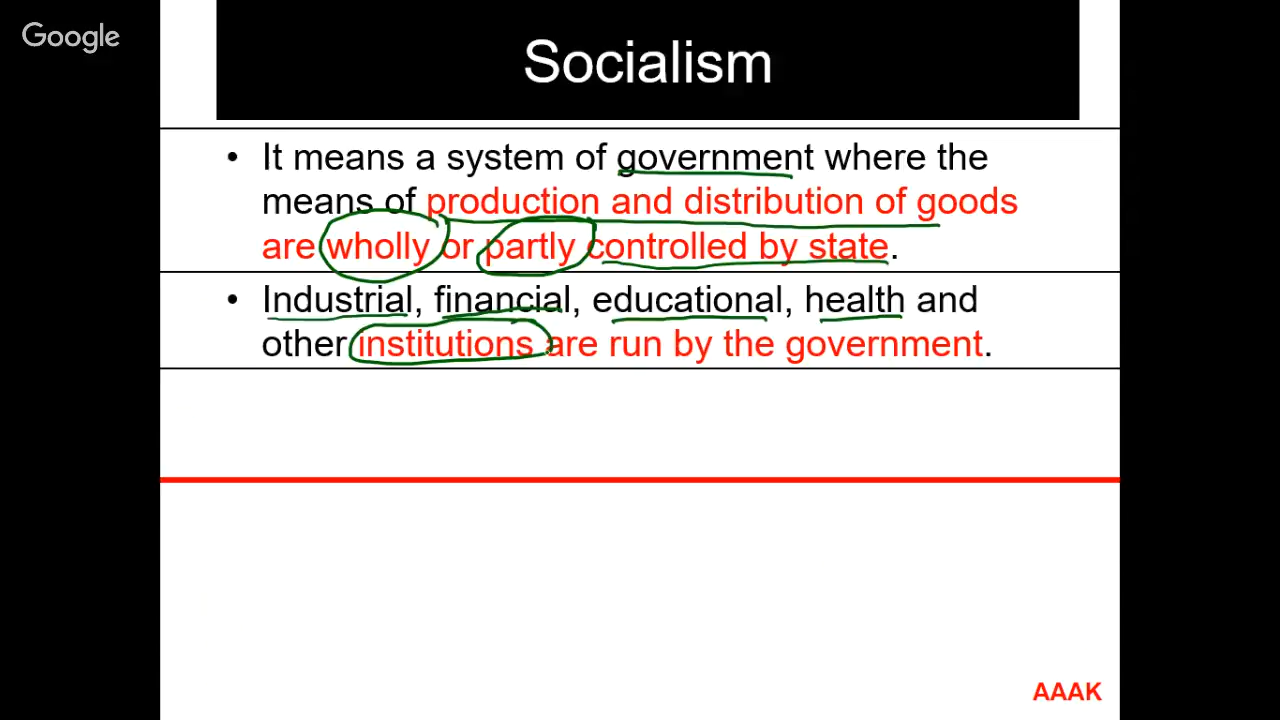 Google
Socialism
• It means a system of government where the
means of production and distribution of goods
are wholly or partly controlled by state.
• Industrial, financial, educational, health and
other institutions are run by the government.
AAAK